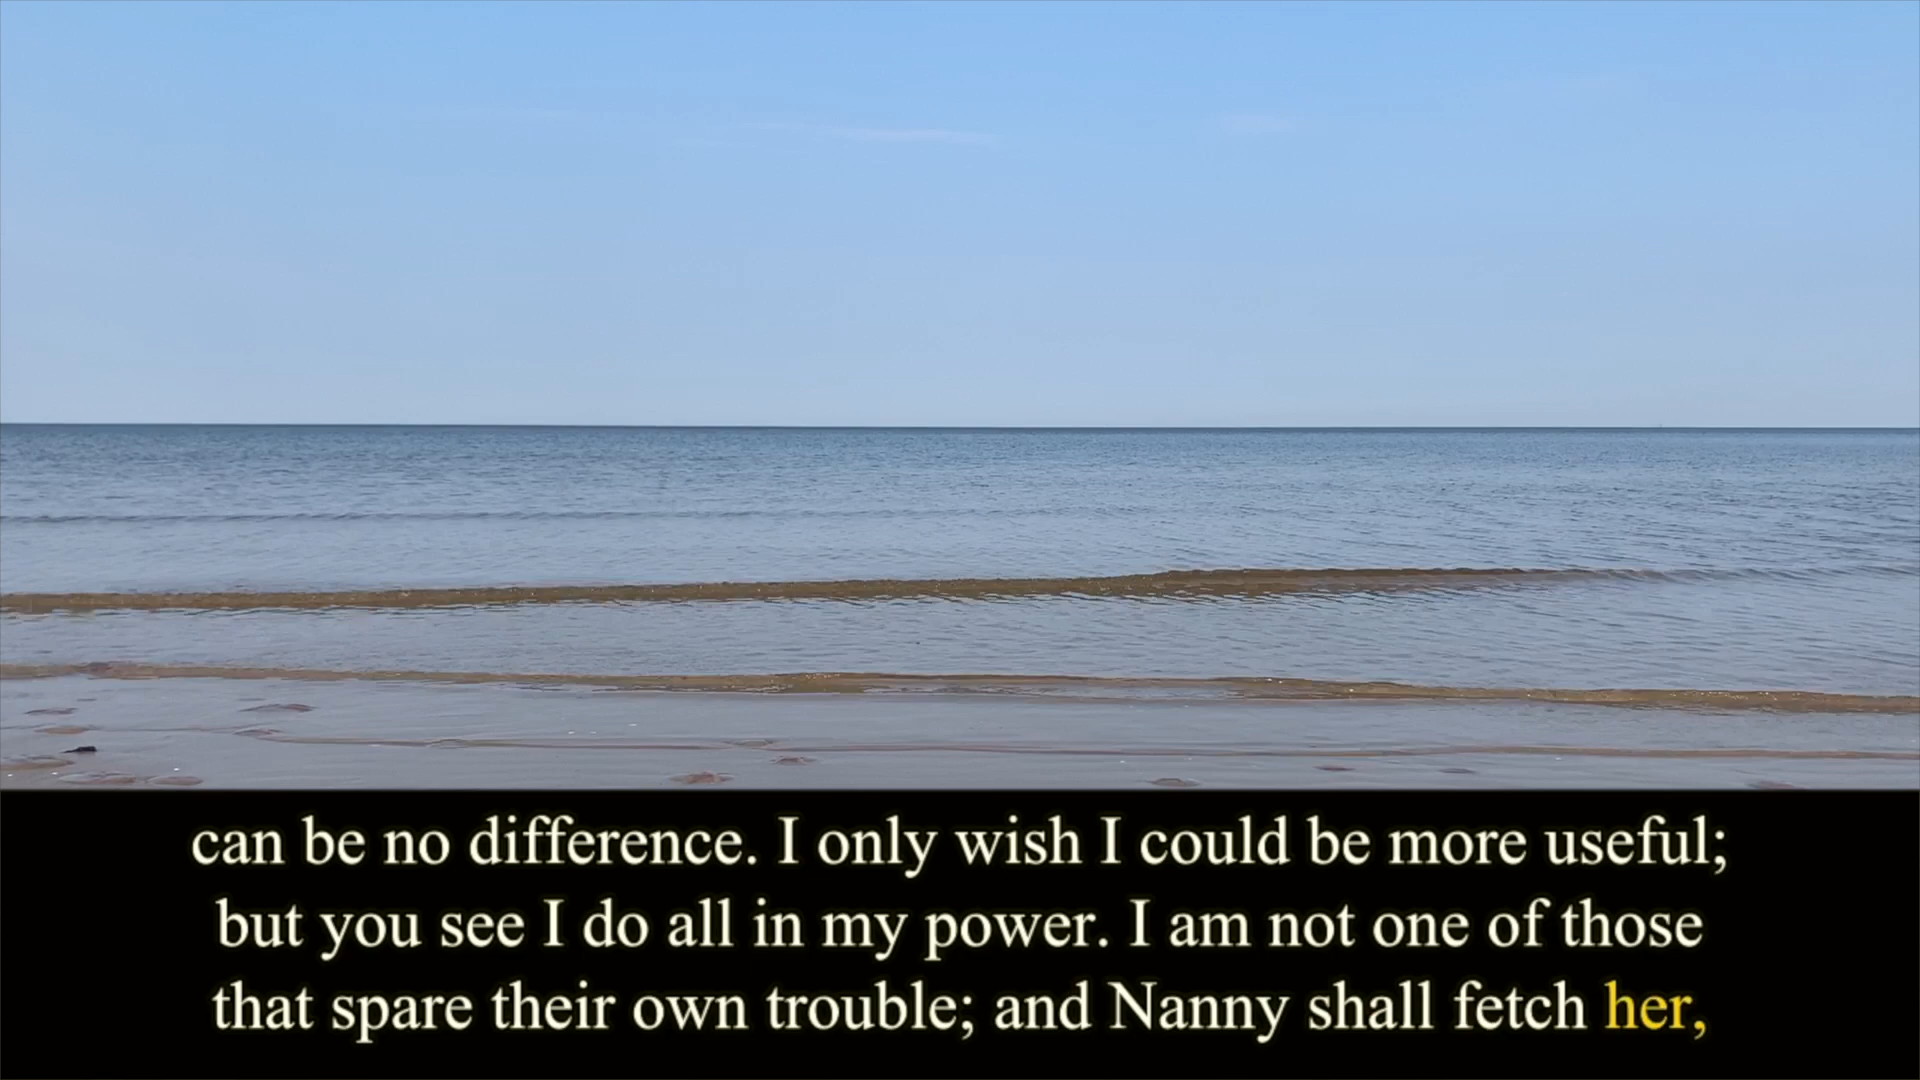 can be no difference. I only wish I could be more useful;
but you see I do all in my power. I am not one of those
that spare their own trouble; and Nanny shall fetch her,